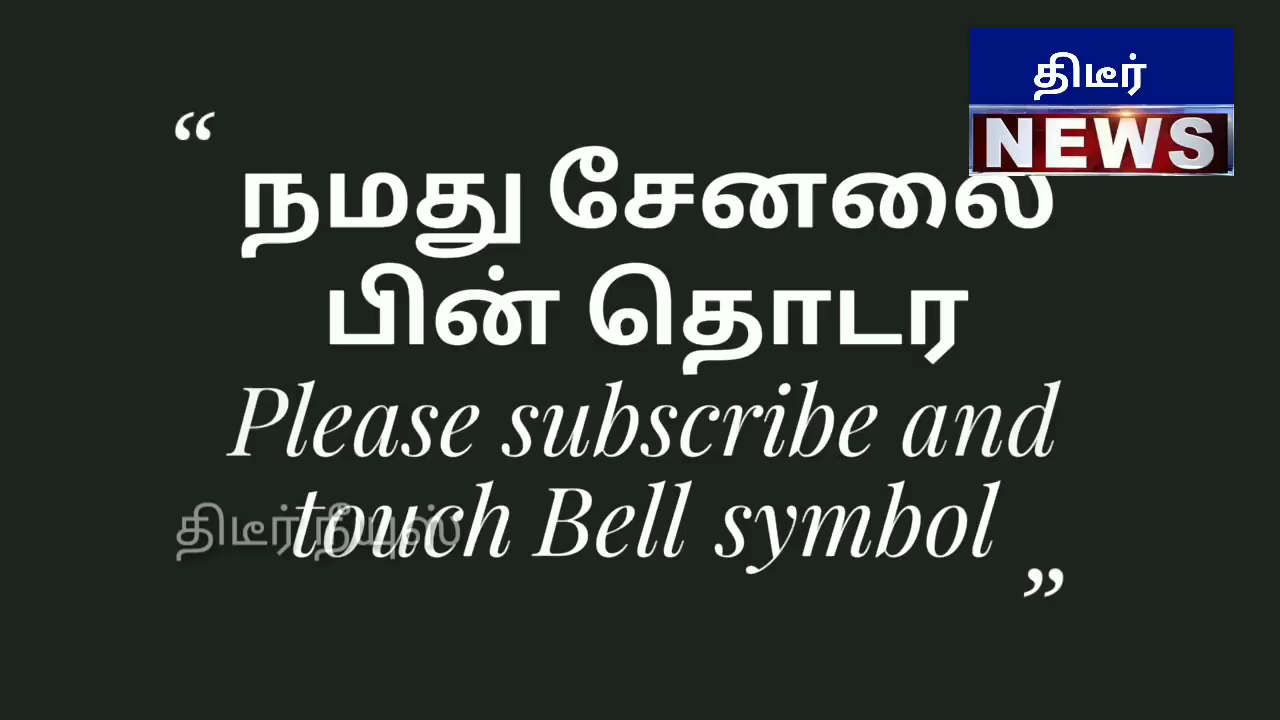 திடீர்
NEWS
“
நமது சேனலை
பின் தொடர
Please subscribe and
touch Bell symbol
திடீர் நீயுஸ்
”